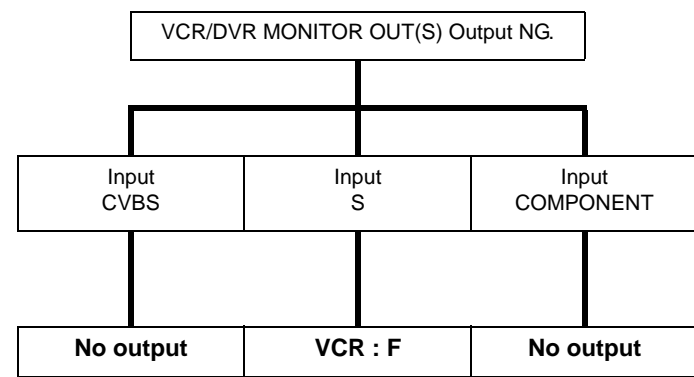 VCR/DVR MONITOR OUT(S) Output NG.
Input
CVBS
Input
S
Input
COMPONENT
No output
VCR : F
No output